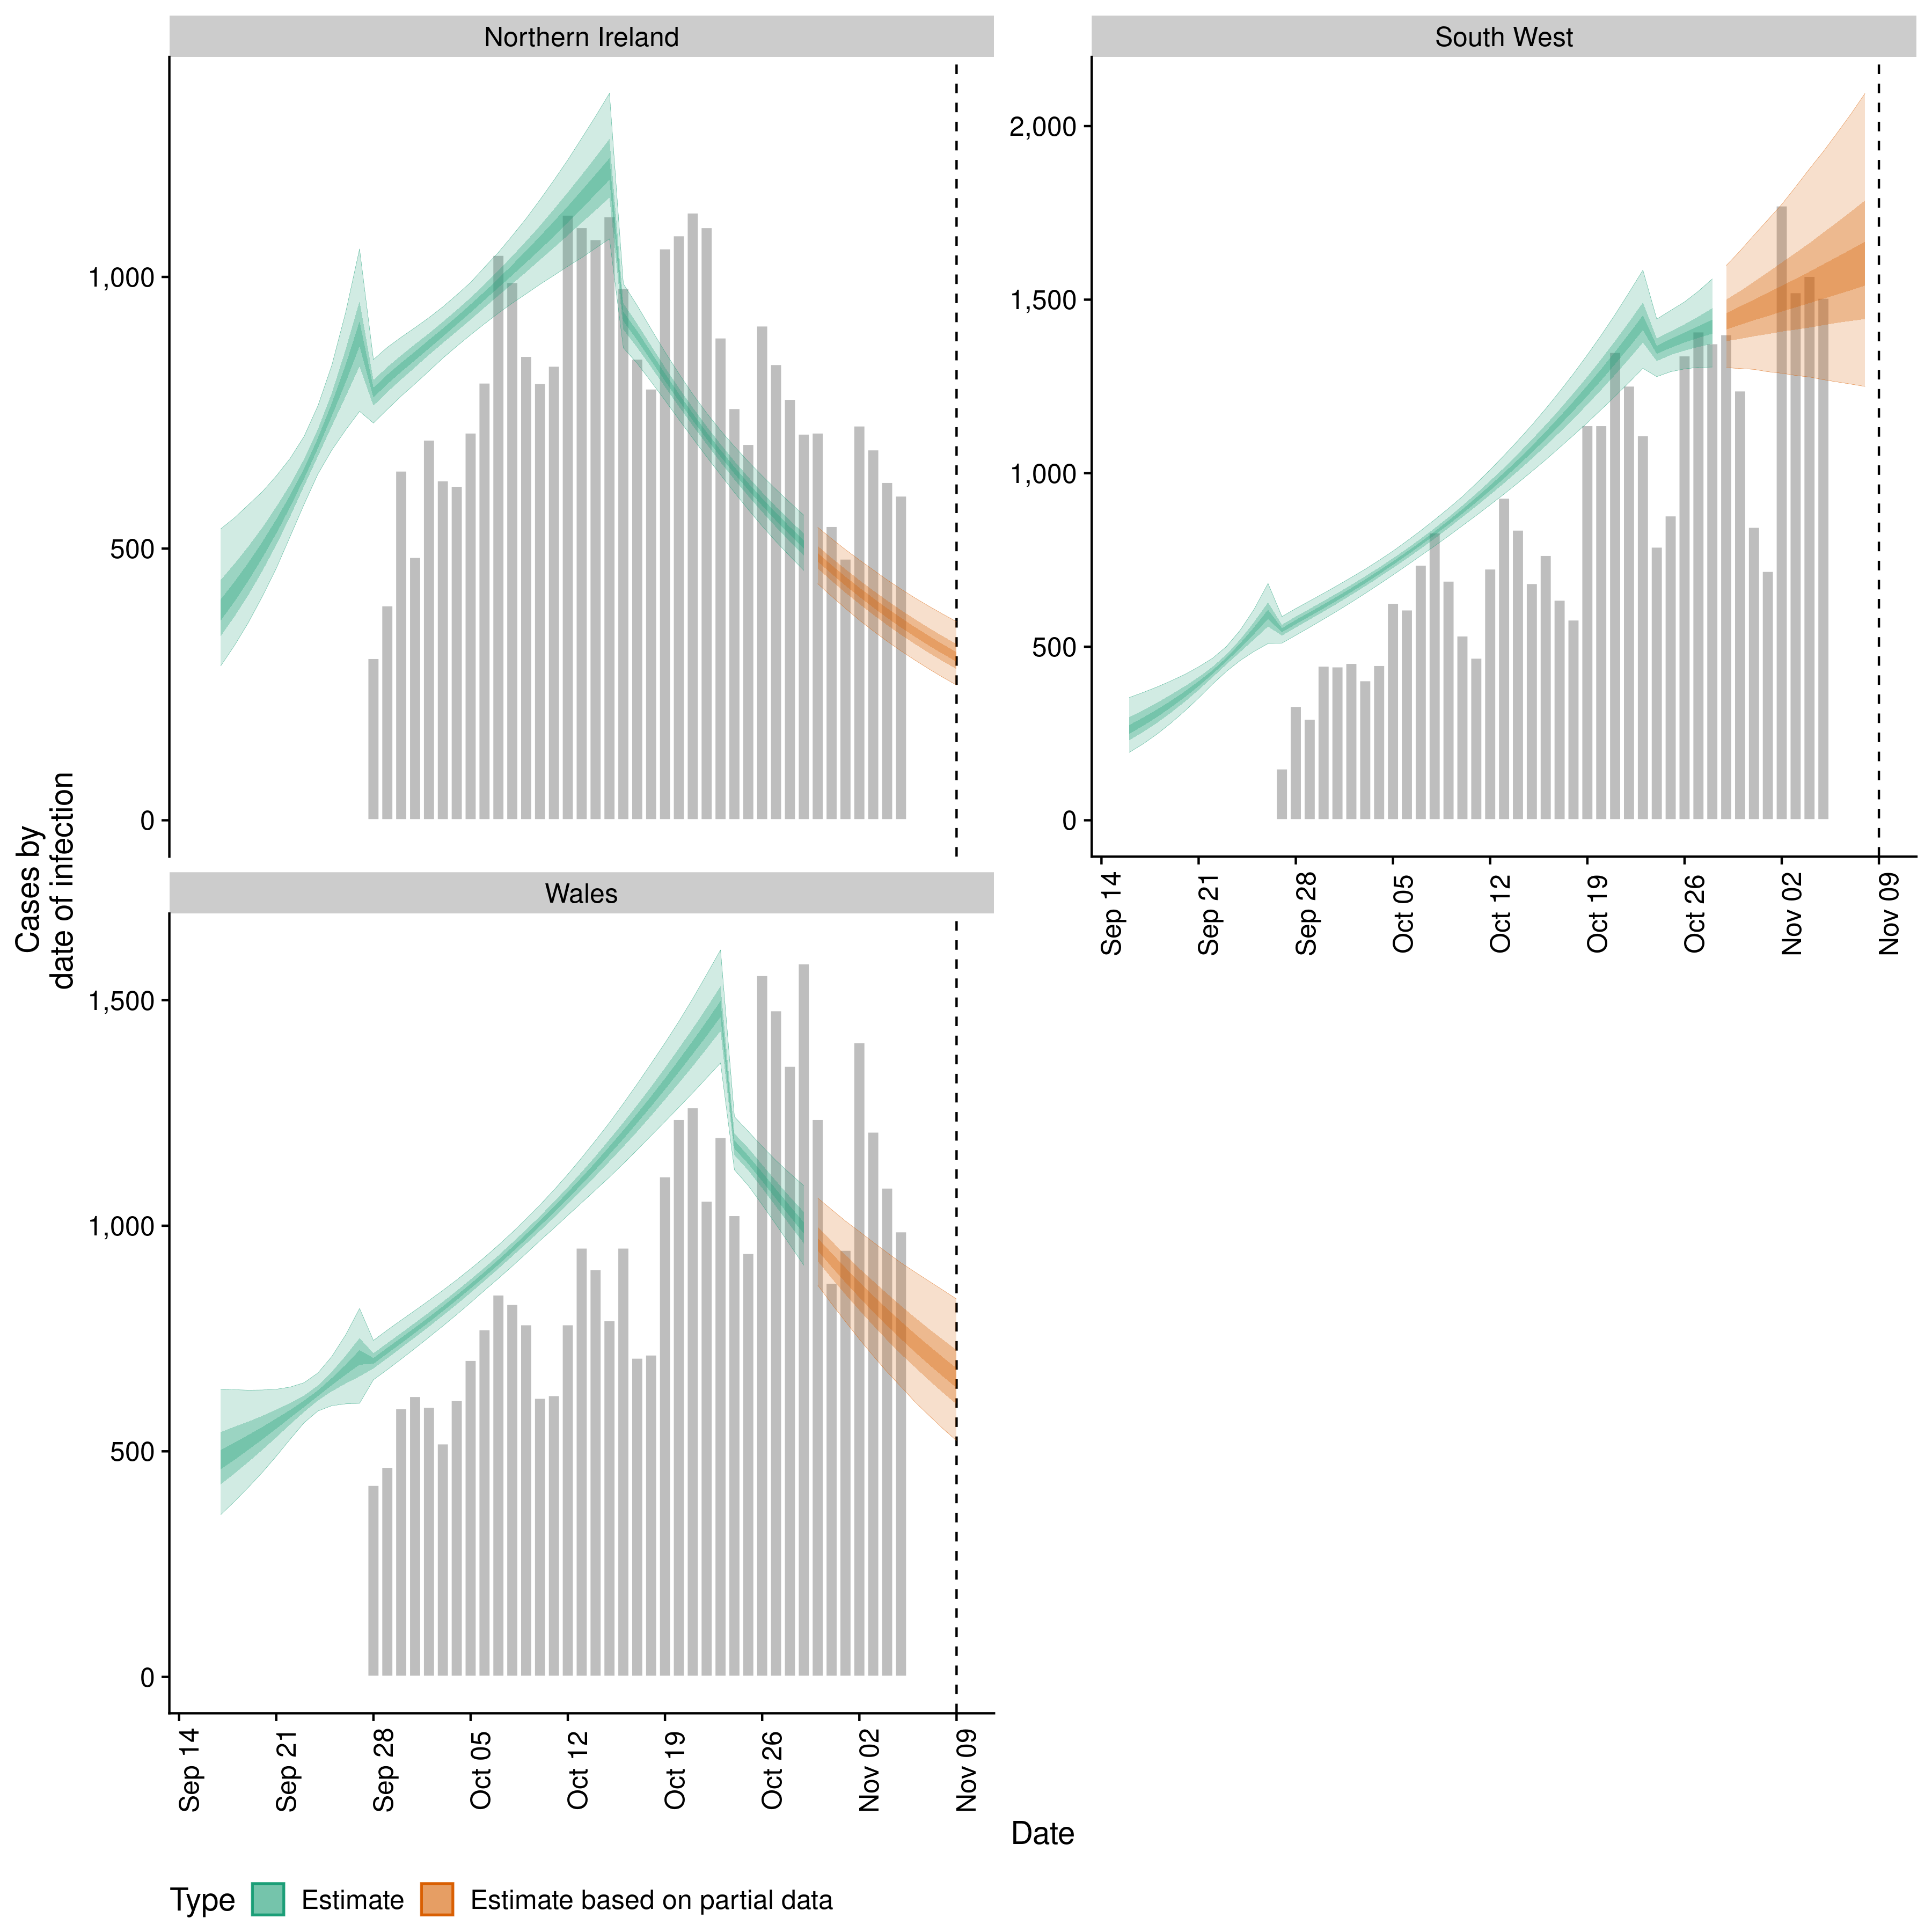 Northern Ireland
South West
1,000
500
0
2,000
1,500
1,000
500
0
Sep 14
Sep 21
Sep 28
Oct 05
Oct 12
Oct 19
Oct 26
Nov 02
Nov 09
Cases by
date of infection
Wales
1,500
1,000
500
0
Sep 14
Sep 21
Sep 28
Oct 05
Oct 12
Oct 19
Oct 26
Nov 02
Nov 09
Date
Type Estimate Estimate based on partial data